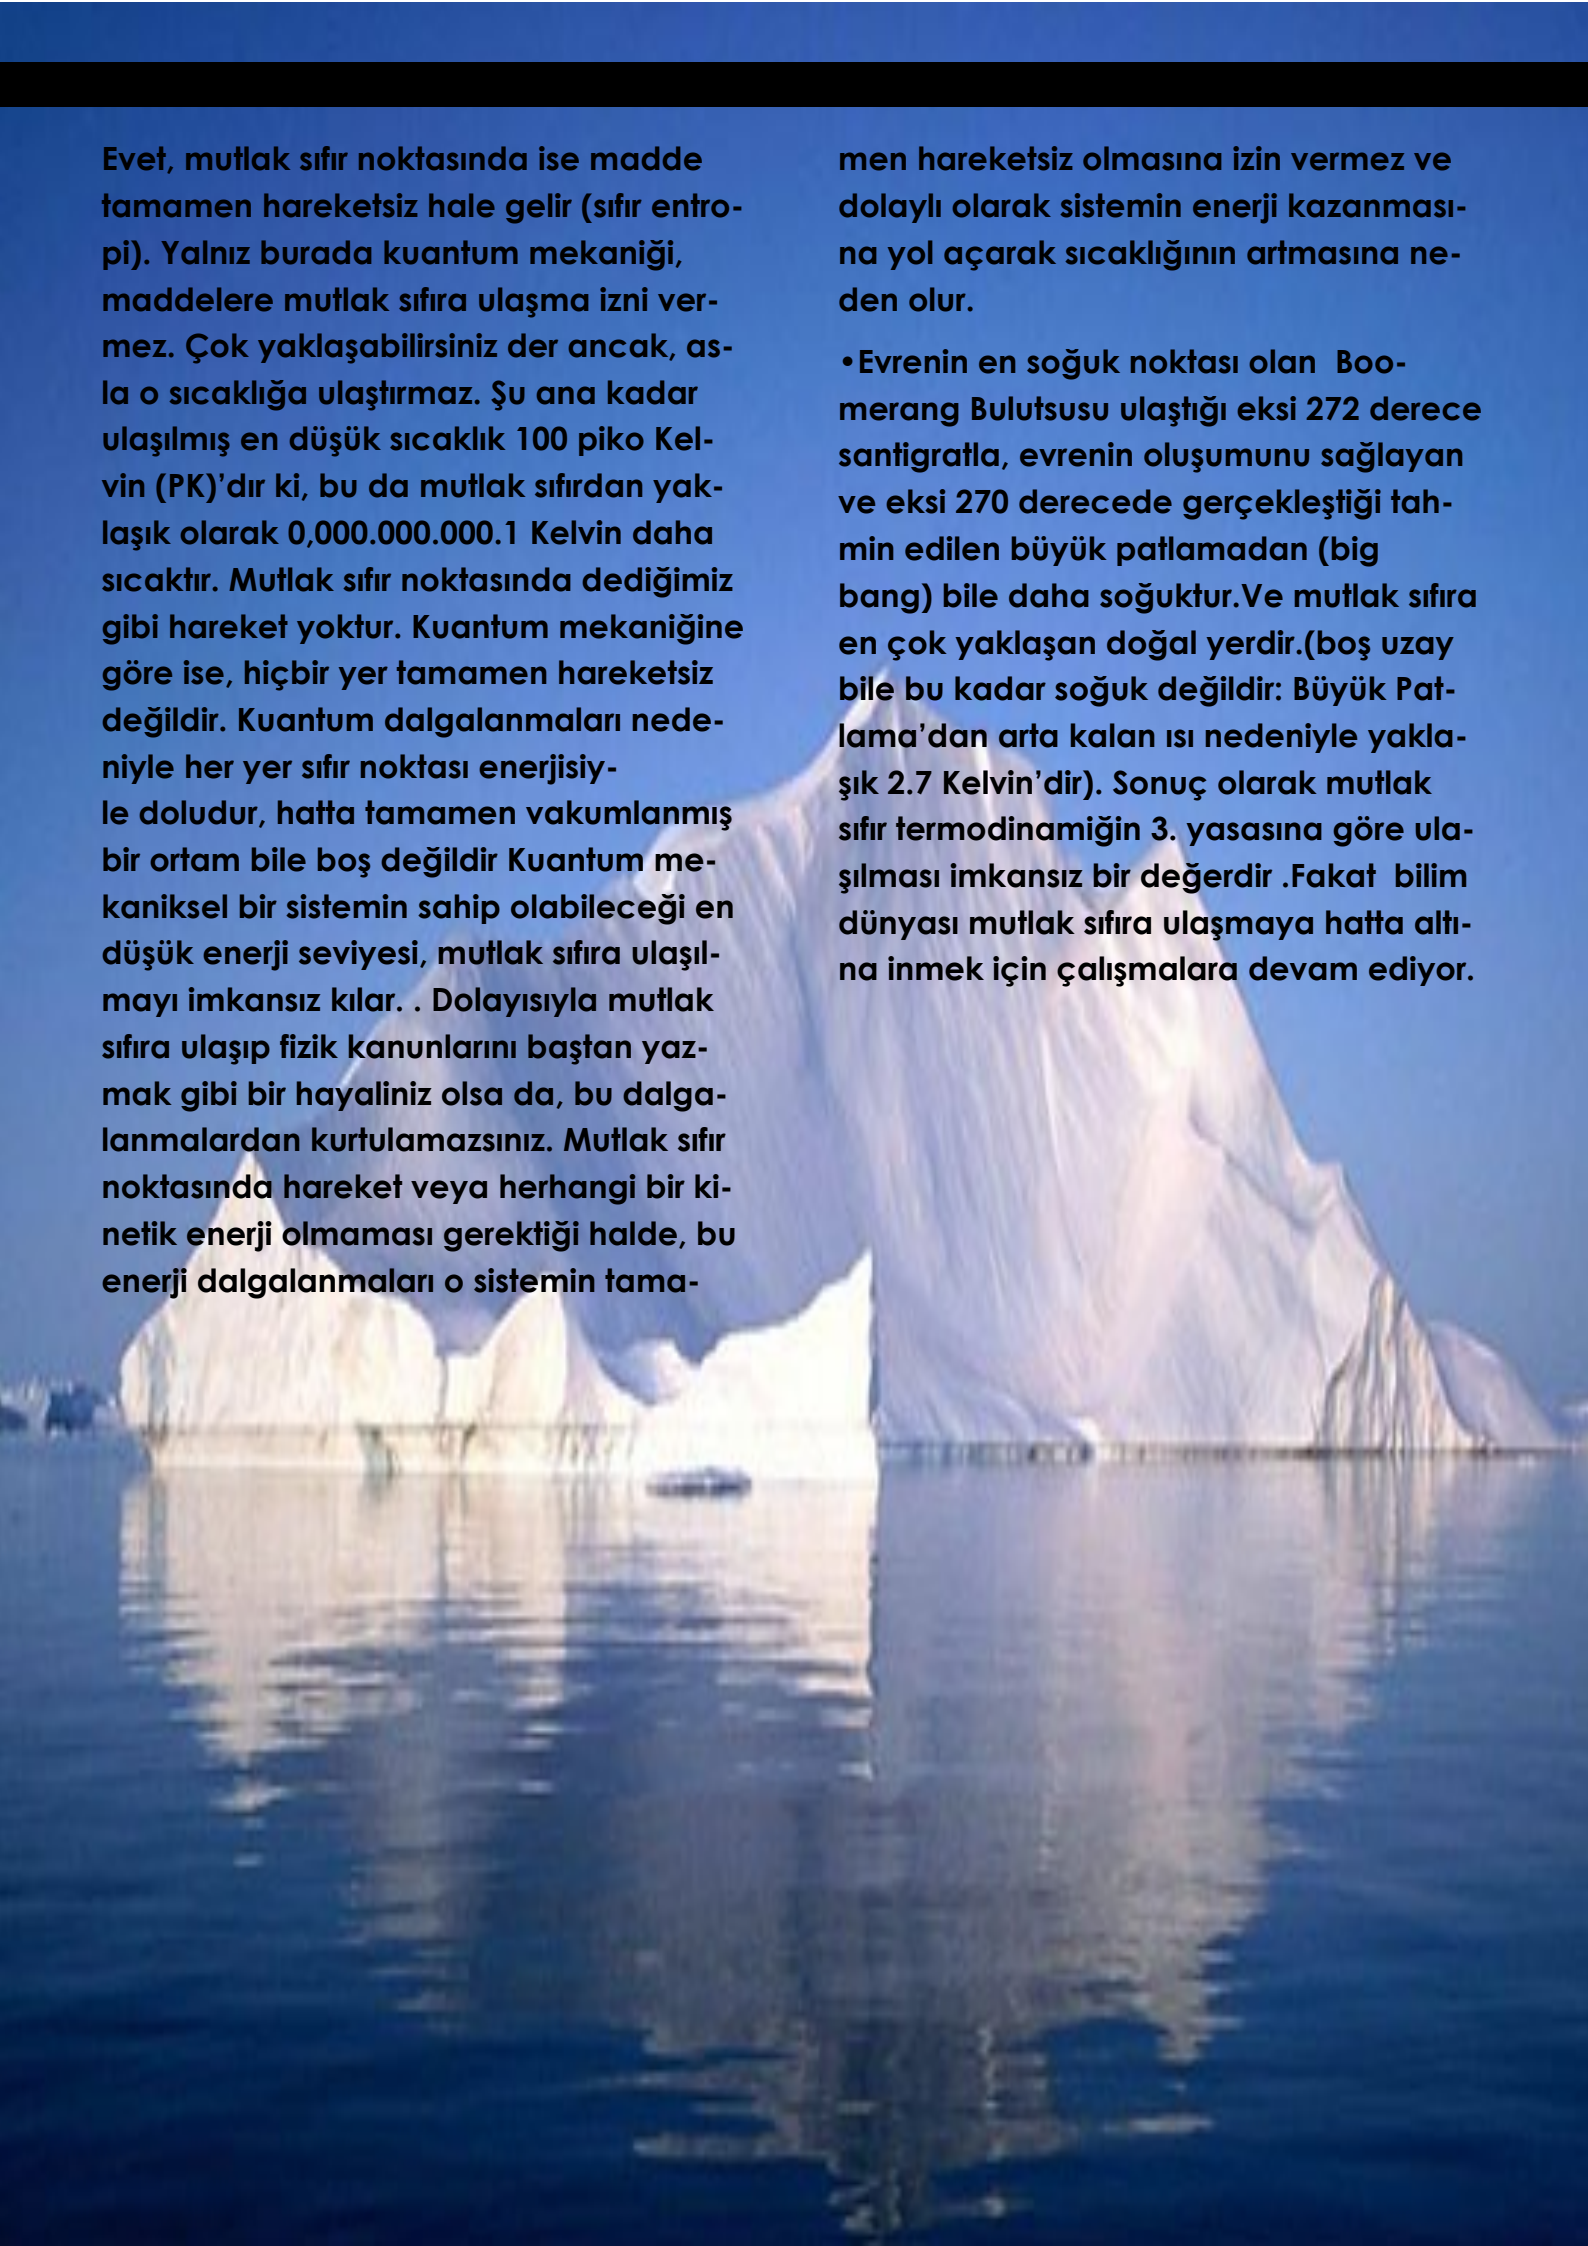 Evet, mutlak sıfır noktasında ise madde
tamamen hareketsiz hale gelir (sıfır entro-
pi). Yalnız burada kuantum mekaniği,
maddelere mutlak sıfıra ulaşma izni ver-
mez. Çok yaklaşabilirsiniz der ancak, as-
la o sıcaklığa ulaştırmaz. Şu ana kadar
ulaşılmış en düşük sıcaklık 100 piko Kel-
vin (PK)’dır ki, bu da mutlak sıfırdan yak-
laşık olarak 0,000.000.000.1 Kelvin daha
sıcaktır. Mutlak sıfır noktasında dediğimiz
gibi hareket yoktur. Kuantum mekaniğine
göre ise, hiçbir yer tamamen hareketsiz
değildir. Kuantum dalgalanmaları nede-
niyle her yer sıfır noktası enerjisiy-
le doludur, hatta tamamen vakumlanmış
bir ortam bile boş değildir Kuantum me-
kaniksel bir sistemin sahip olabileceği en
düşük enerji seviyesi, mutlak sıfıra ulaşıl-
mayı imkansız kılar. . Dolayısıyla mutlak
sıfıra ulaşıp fizik kanunlarını baştan yaz-
mak gibi bir hayaliniz olsa da, bu dalga-
lanmalardan kurtulamazsınız. Mutlak sıfır
noktasında hareket veya herhangi bir ki-
netik enerji olmaması gerektiği halde, bu
enerji dalgalanmaları o sistemin tama-
men hareketsiz olmasına izin vermez ve
dolaylı olarak sistemin enerji kazanması-
na yol açarak sıcaklığının artmasına ne-
den olur.
•Evrenin en soğuk noktası olan  Boo-
merang Bulutsusu ulaştığı eksi 272 derece
santigratla, evrenin oluşumunu sağlayan
ve eksi 270 derecede gerçekleştiği tah-
min edilen büyük patlamadan (big
bang) bile daha soğuktur.Ve mutlak sıfıra
en çok yaklaşan doğal yerdir.(boş uzay
bile bu kadar soğuk değildir: Büyük Pat-
lama’dan arta kalan ısı nedeniyle yakla-
şık 2.7 Kelvin’dir). Sonuç olarak mutlak
sıfır termodinamiğin 3. yasasına göre ula-
şılması imkansız bir değerdir .Fakat  bilim
dünyası mutlak sıfıra ulaşmaya hatta altı-
na inmek için çalışmalara devam ediyor.